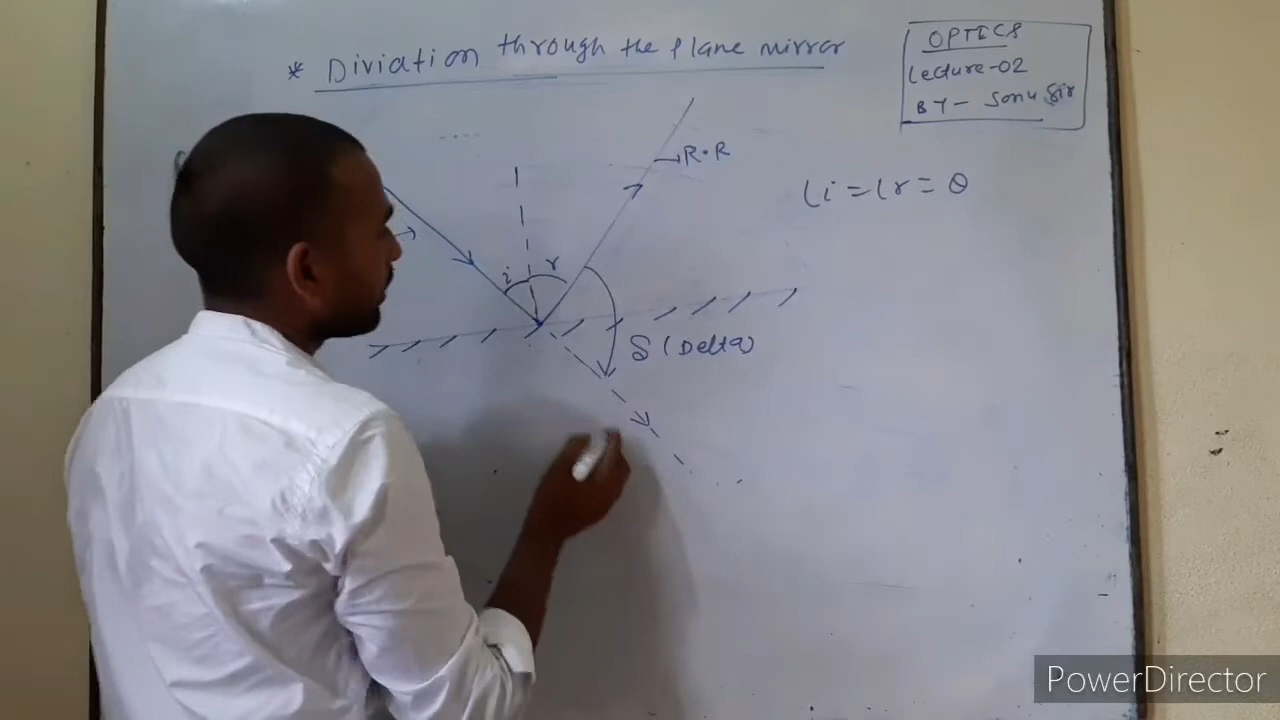 * Diviation through the plane mirror
OPTICS
Lecture-02
BY- Sonu Sir
R.R
∠i = ∠r = θ
i r
δ (Delta)
PowerDirector